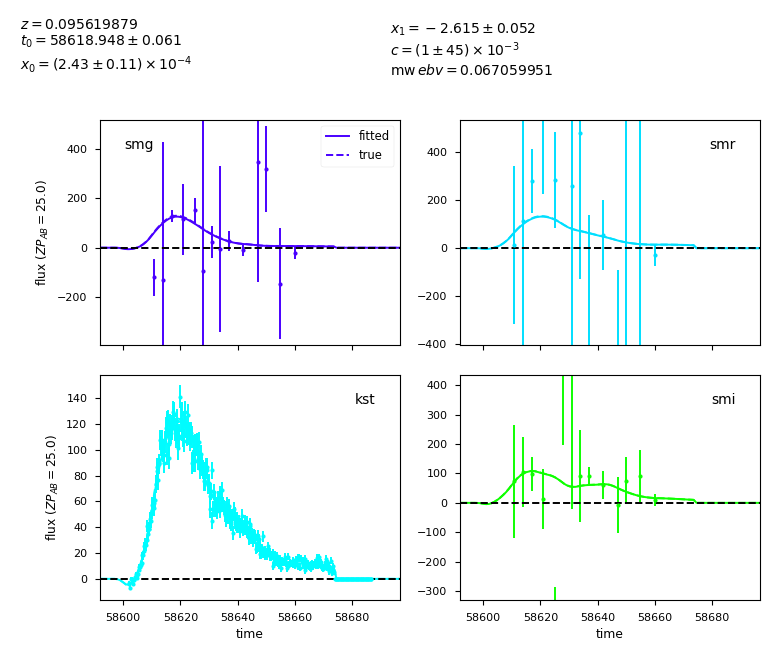 z = 0.095619879
t₀ = 58618.948 ± 0.061
x₀ = (2.43 ± 0.11) × 10⁻⁴
x₁ = −2.615 ± 0.052
c = (1 ± 45) × 10⁻³
mw ebv = 0.067059951
smg
fitted
true
400
200
0
−200
flux (ZP_AB = 25.0)
smr
400
200
0
−200
−400
kst
140
120
100
80
60
40
20
0
flux (ZP_AB = 25.0)
58600 58620 58640 58660 58680
time
smi
400
300
200
100
0
−100
−200
−300
58600 58620 58640 58660 58680
time